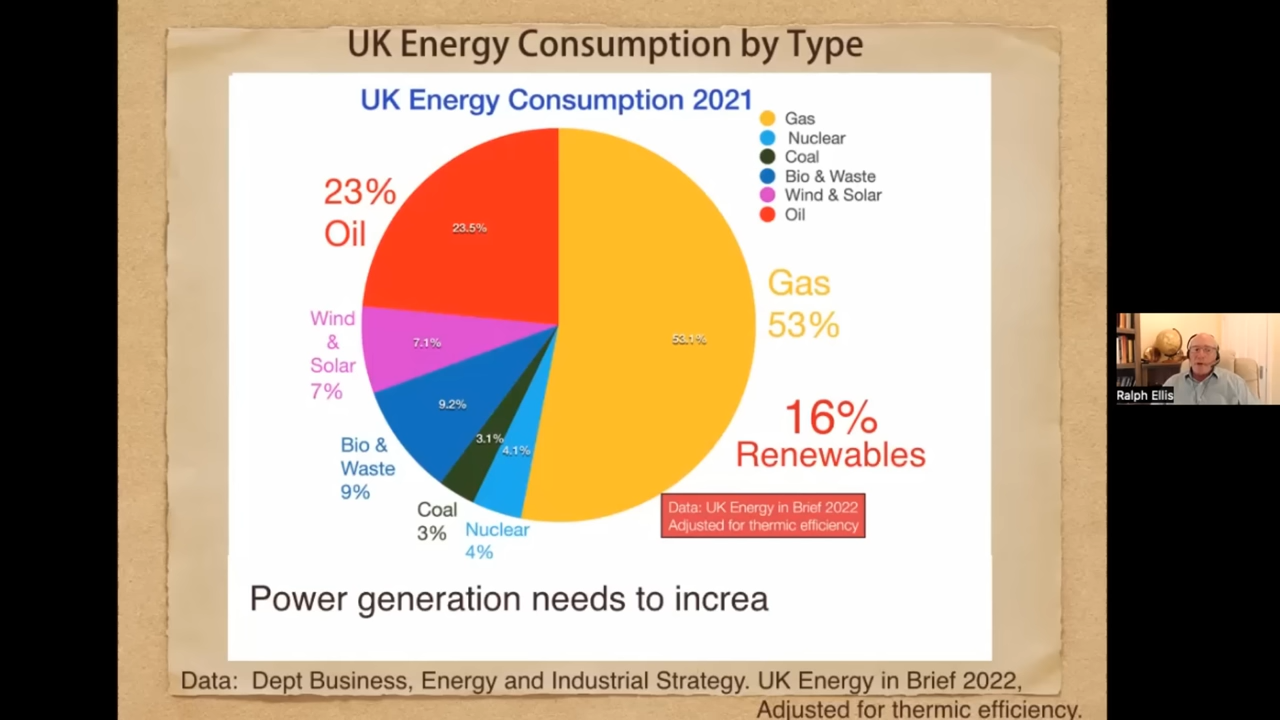 UK Energy Consumption by Type
UK Energy Consumption 2021
Gas
Nuclear
Coal
Bio & Waste
Wind & Solar
Oil
23%
Oil
23.5%
Gas
53%
53.1%
Wind
&
Solar
7%
7.1%
9.2%
3.1%
4.1%
Bio &
Waste
9%
Coal
3%
Nuclear
4%
16%
Renewables
Data: UK Energy in Brief 2022
Adjusted for thermic efficiency
Power generation needs to increa
Data: Dept Business, Energy and Industrial Strategy. UK Energy in Brief 2022,
Adjusted for thermic efficiency.
Ralph Ellis